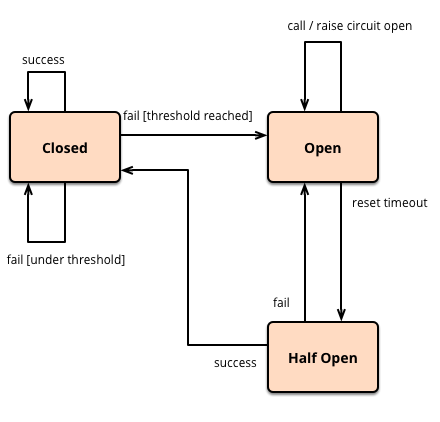 call / raise circuit open
success
fail [threshold reached]
Closed
Open
reset timeout
fail [under threshold]
fail
Half Open
success